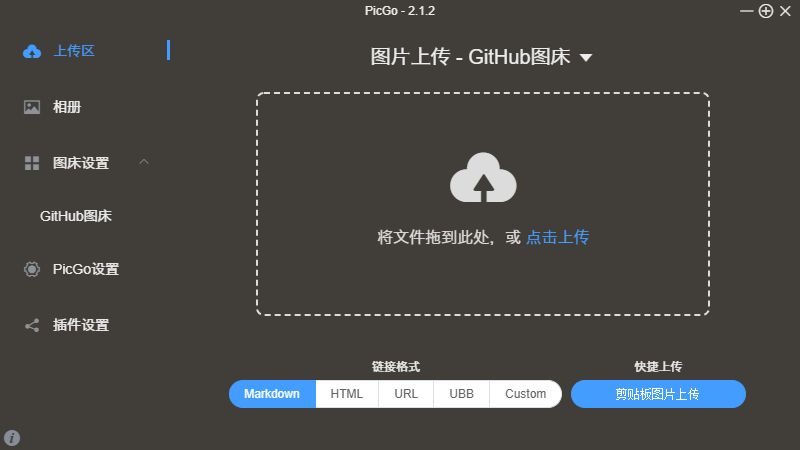 PicGo - 2.1.2
上传区
相册
图床设置
GitHub图床
PicGo设置
插件设置
图片上传 - GitHub图床
将文件拖到此处，或 点击上传
链接格式
Markdown HTML URL UBB Custom
快捷上传
剪贴板图片上传
i